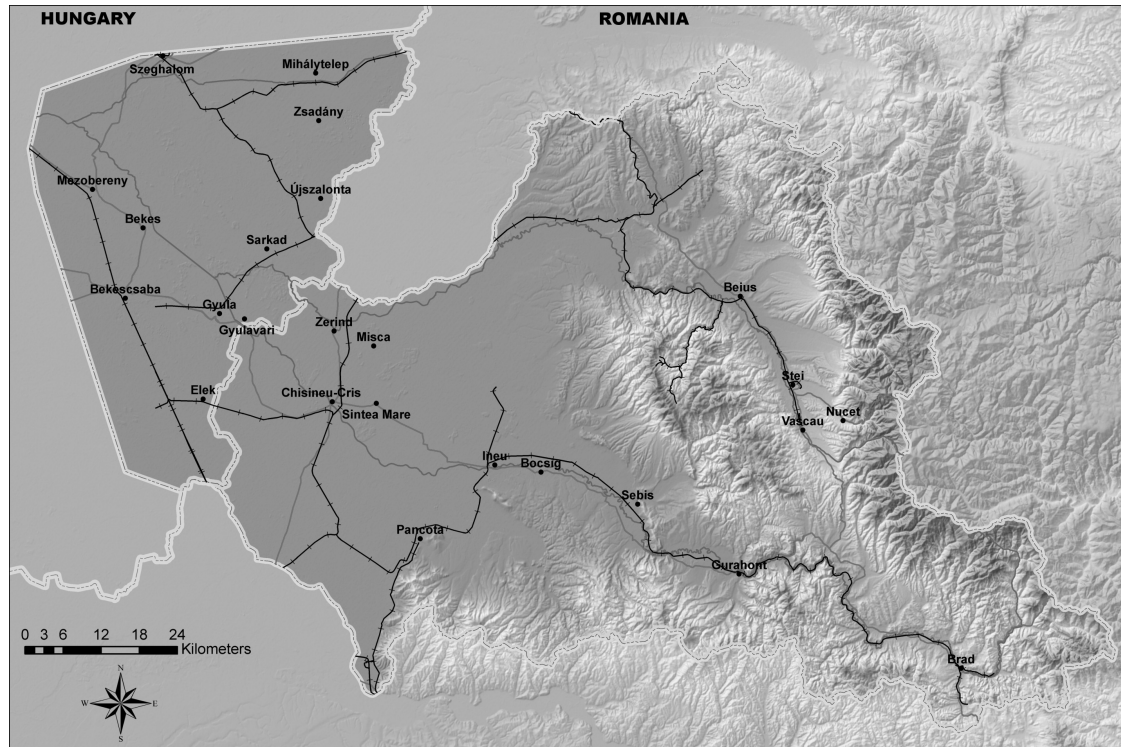 HUNGARY
ROMANIA
Szeghalom
Mihálytelep
Zsadány
Mezobereny
Újszalonta
Bekes
Sarkad
Bekescsaba
Gyula
Gyulavari
Beius
Zerind
Misca
Elek
Chisineu-Cris
Sintea Mare
Stei
Nucet
Vascau
Ineu
Bocsig
Sebis
Pancota
Gurahont
Brad
0 3 6 12 18 24
Kilometers
N
W E
S